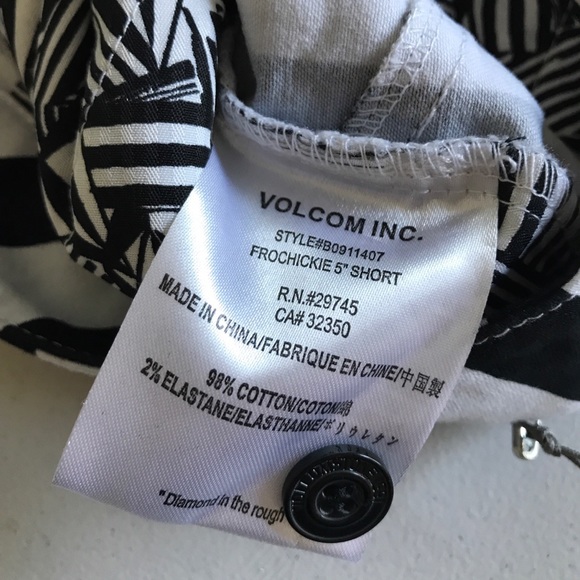 VOLCOM INC.
STYLE#B0911407
FROCHICKIE 5" SHORT
R.N.#29745
CA# 32350
MADE IN CHINA/FABRIQUE EN CHINE/中国製
98% COTTON/COTON/綿
2% ELASTANE/ELASTHANNE/ポリウレタン
"Diamond in the rough